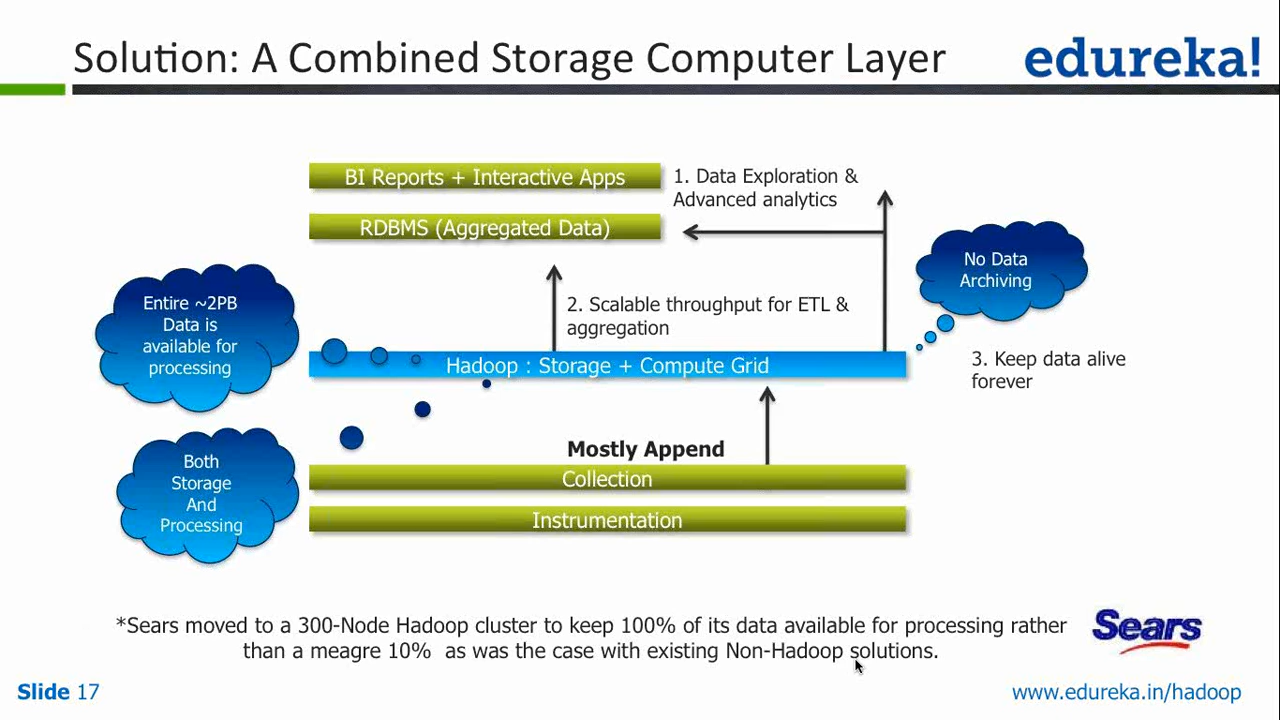 Solution: A Combined Storage Computer Layer
edureka!
BI Reports + Interactive Apps
1. Data Exploration &
Advanced analytics
RDBMS (Aggregated Data)
No Data
Archiving
Entire ~2PB
Data is
available for
processing
2. Scalable throughput for ETL &
aggregation
Hadoop : Storage + Compute Grid
3. Keep data alive
forever
Mostly Append
Both
Storage
And
Processing
Collection
Instrumentation
*Sears moved to a 300-Node Hadoop cluster to keep 100% of its data available for processing rather
than a meagre 10% as was the case with existing Non-Hadoop solutions.
Sears
Slide 17
www.edureka.in/hadoop